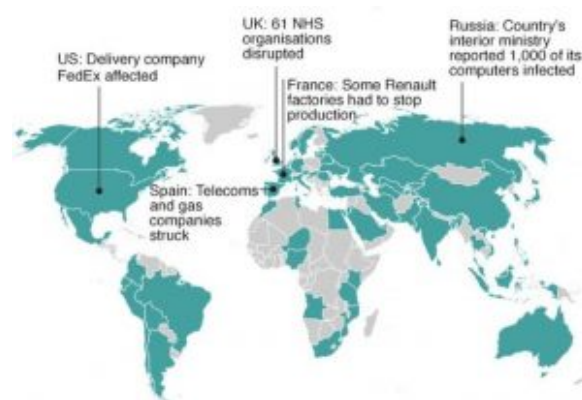 US: Delivery company
FedEx affected
UK: 61 NHS
organisations
disrupted
Russia: Country's
interior ministry
reported 1,000 of its
computers infected
France: Some Renault
factories had to stop
production
Spain: Telecoms
and gas
companies
struck